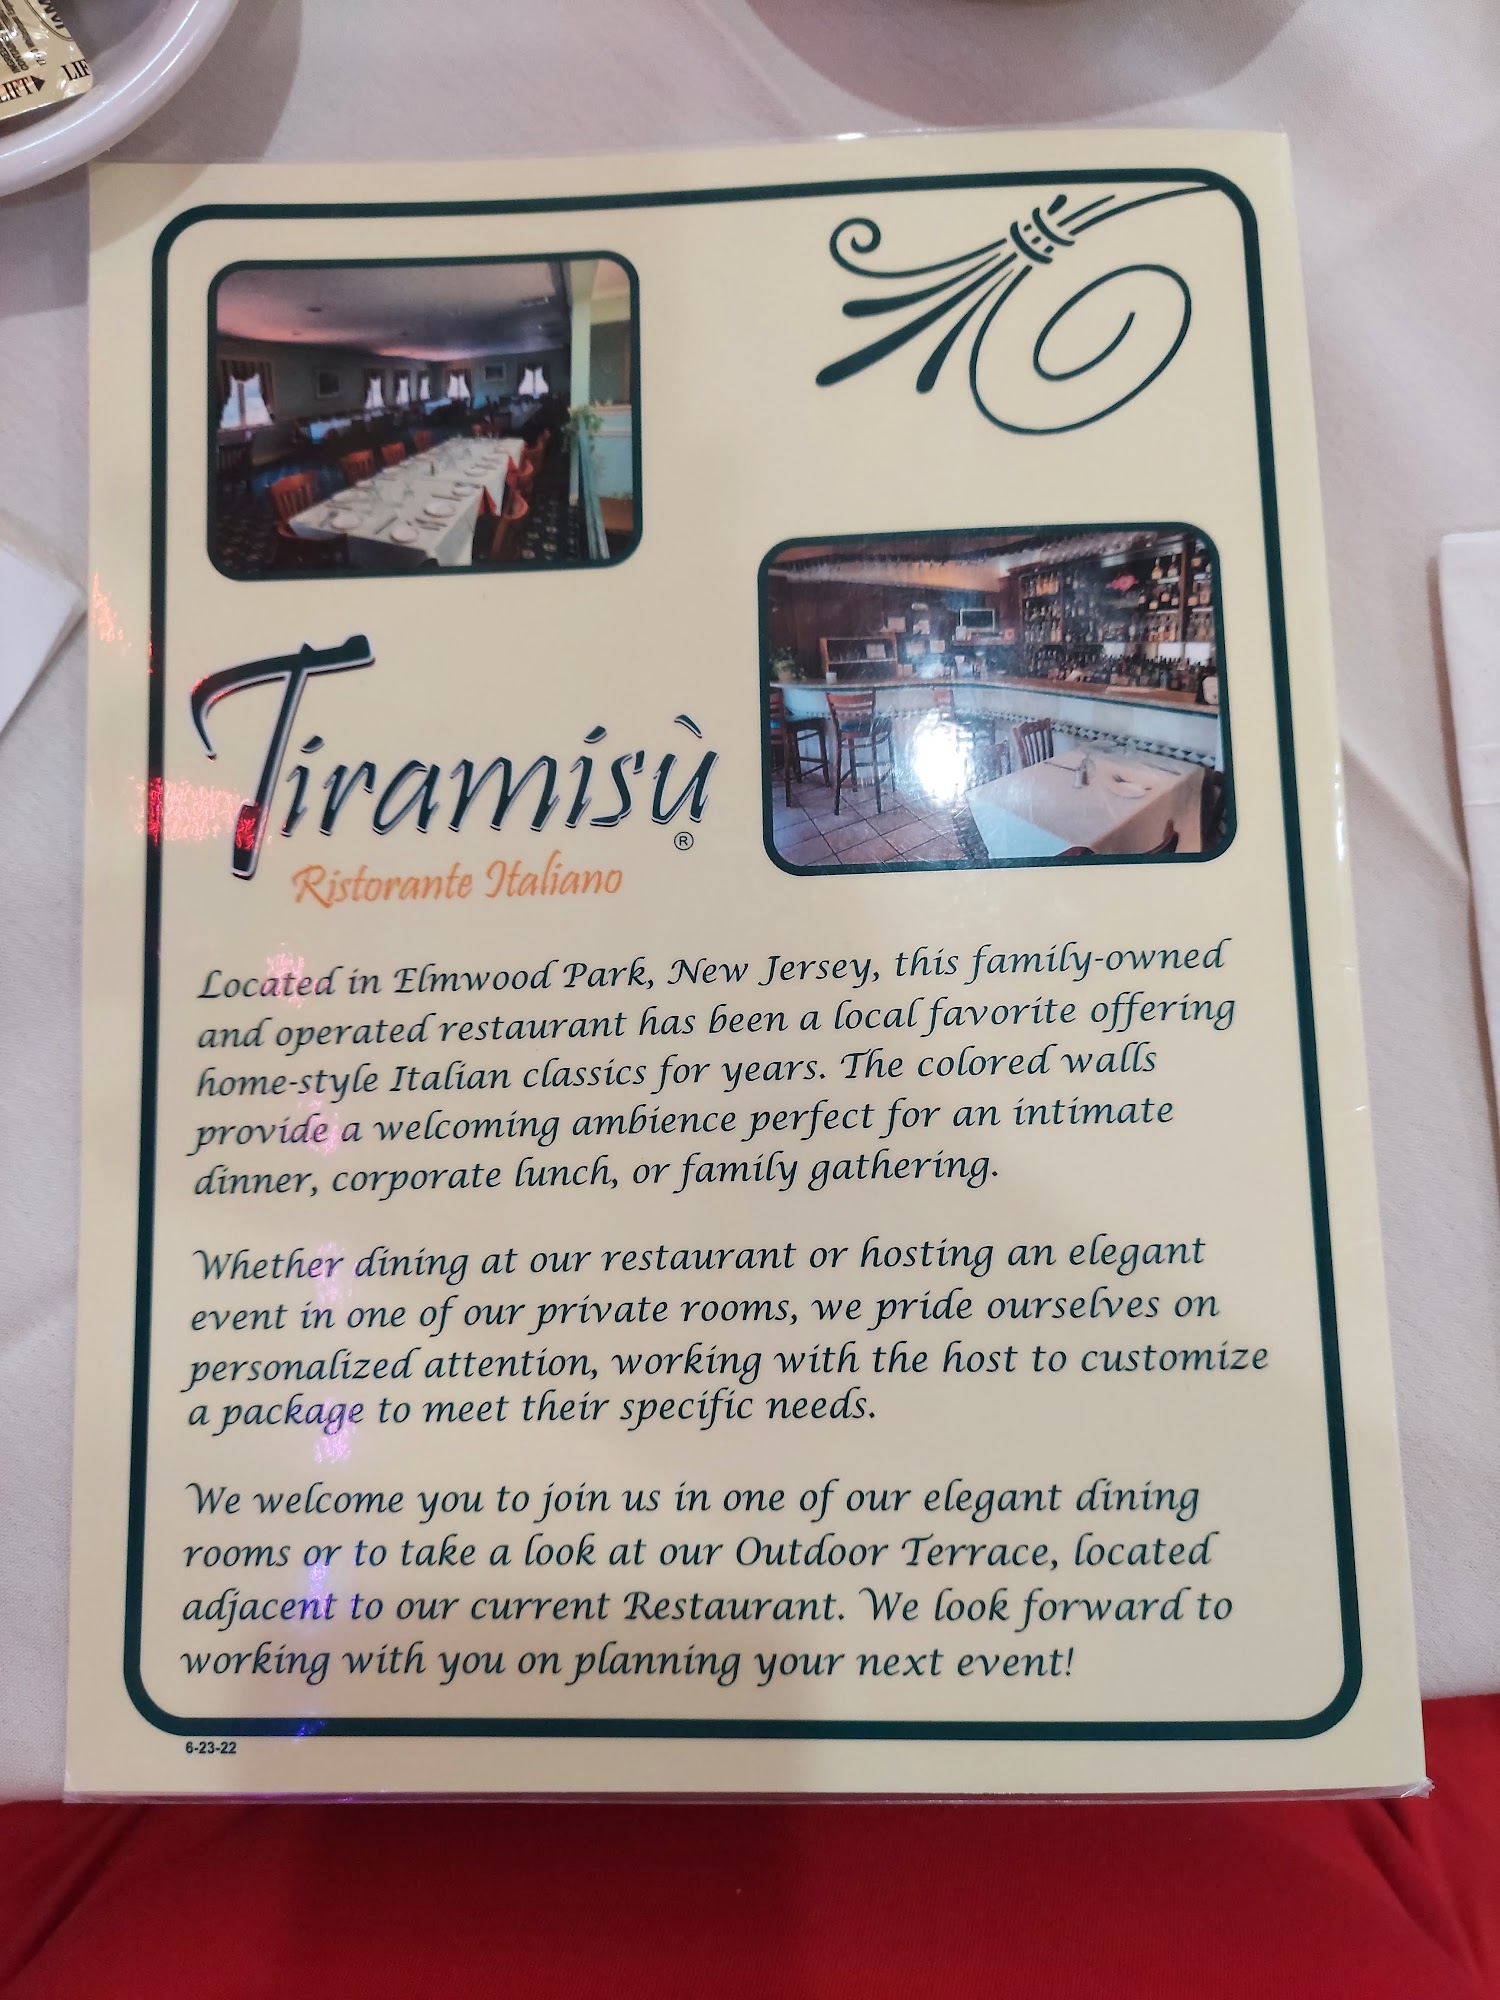 LIFT
LIF
Tiramisù
®
Ristorante Italiano
Located in Elmwood Park, New Jersey, this family-owned
and operated restaurant has been a local favorite offering
home-style Italian classics for years. The colored walls
provide a welcoming ambience perfect for an intimate
dinner, corporate lunch, or family gathering.
Whether dining at our restaurant or hosting an elegant
event in one of our private rooms, we pride ourselves on
personalized attention, working with the host to customize
a package to meet their specific needs.
We welcome you to join us in one of our elegant dining
rooms or to take a look at our Outdoor Terrace, located
adjacent to our current Restaurant. We look forward to
working with you on planning your next event!
6-23-22